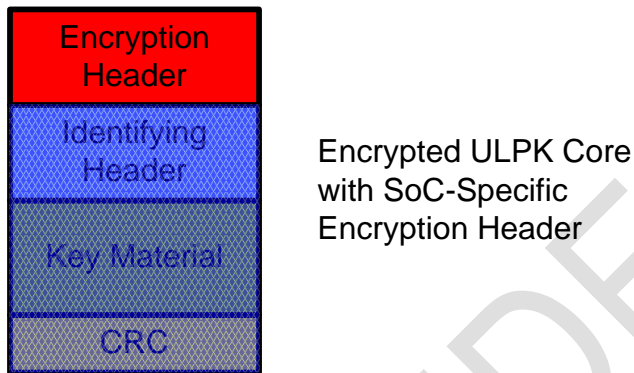 Encryption
Header
Identifying
Header
Key Material
CRC
Encrypted ULPK Core
with SoC-Specific
Encryption Header